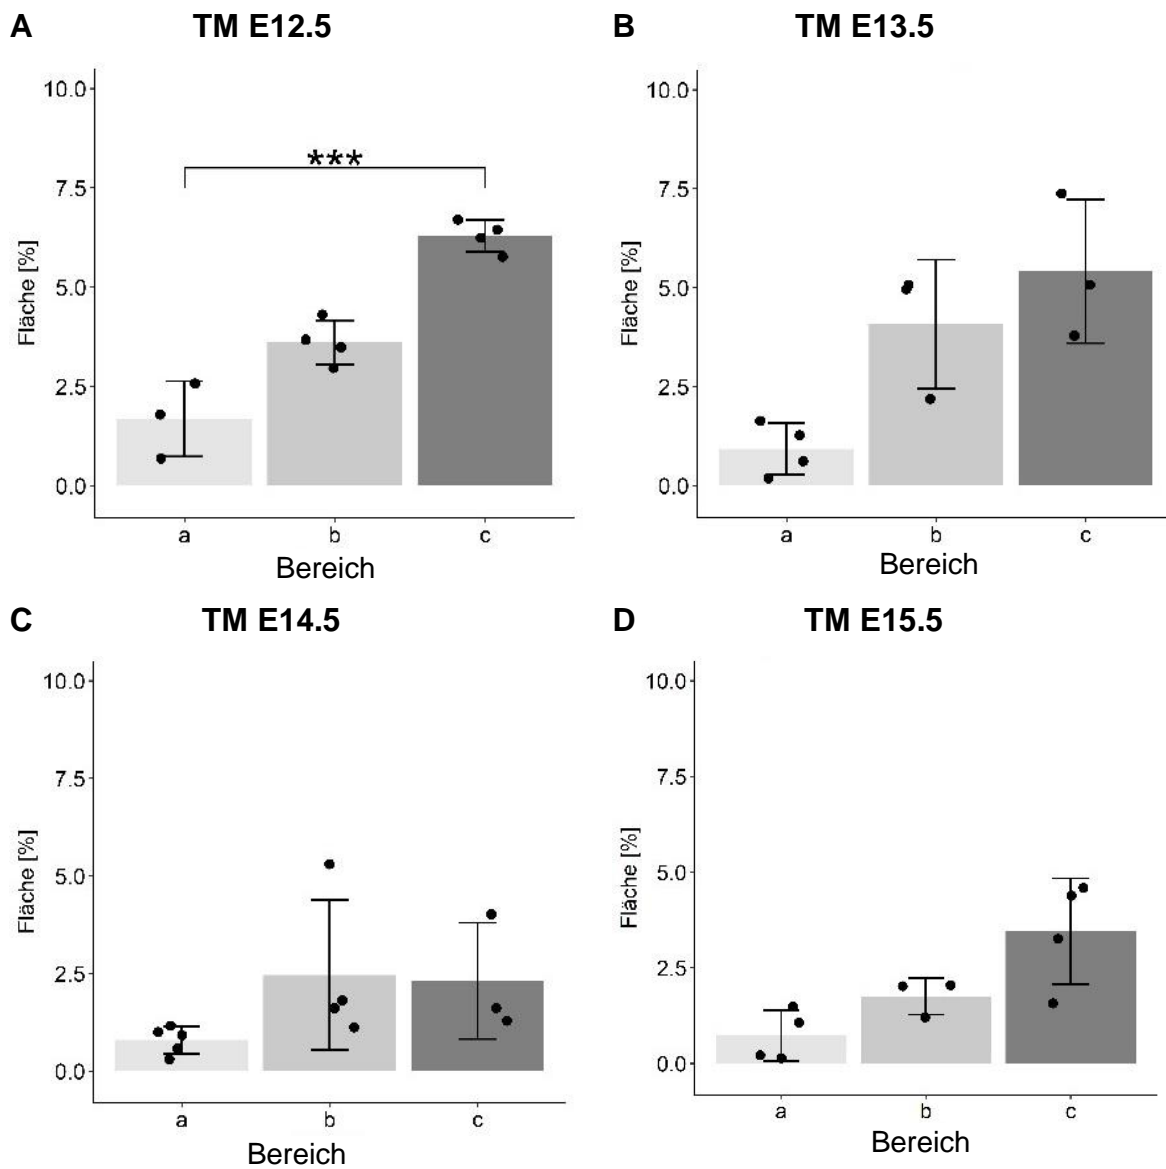 A TM E12.5
10.0
***
7.5
5.0
2.5
0.0
Fläche [%]
a b c
Bereich
B TM E13.5
10.0
7.5
5.0
2.5
0.0
Fläche [%]
a b c
Bereich
C TM E14.5
10.0
7.5
5.0
2.5
0.0
Fläche [%]
a b c
Bereich
D TM E15.5
10.0
7.5
5.0
2.5
0.0
Fläche [%]
a b c
Bereich